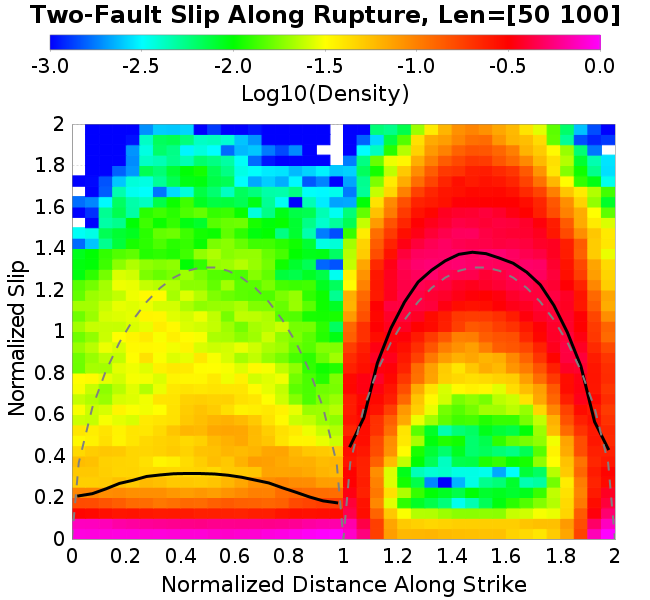 Two-Fault Slip Along Rupture, Len=[50 100]
-3.0 -2.5 -2.0 -1.5 -1.0 -0.5 0.0
Log10(Density)
2
1.8
1.6
1.4
1.2
1
0.8
0.6
0.4
0.2
0
Normalized Slip
0 0.2 0.4 0.6 0.8 1 1.2 1.4 1.6 1.8 2
Normalized Distance Along Strike